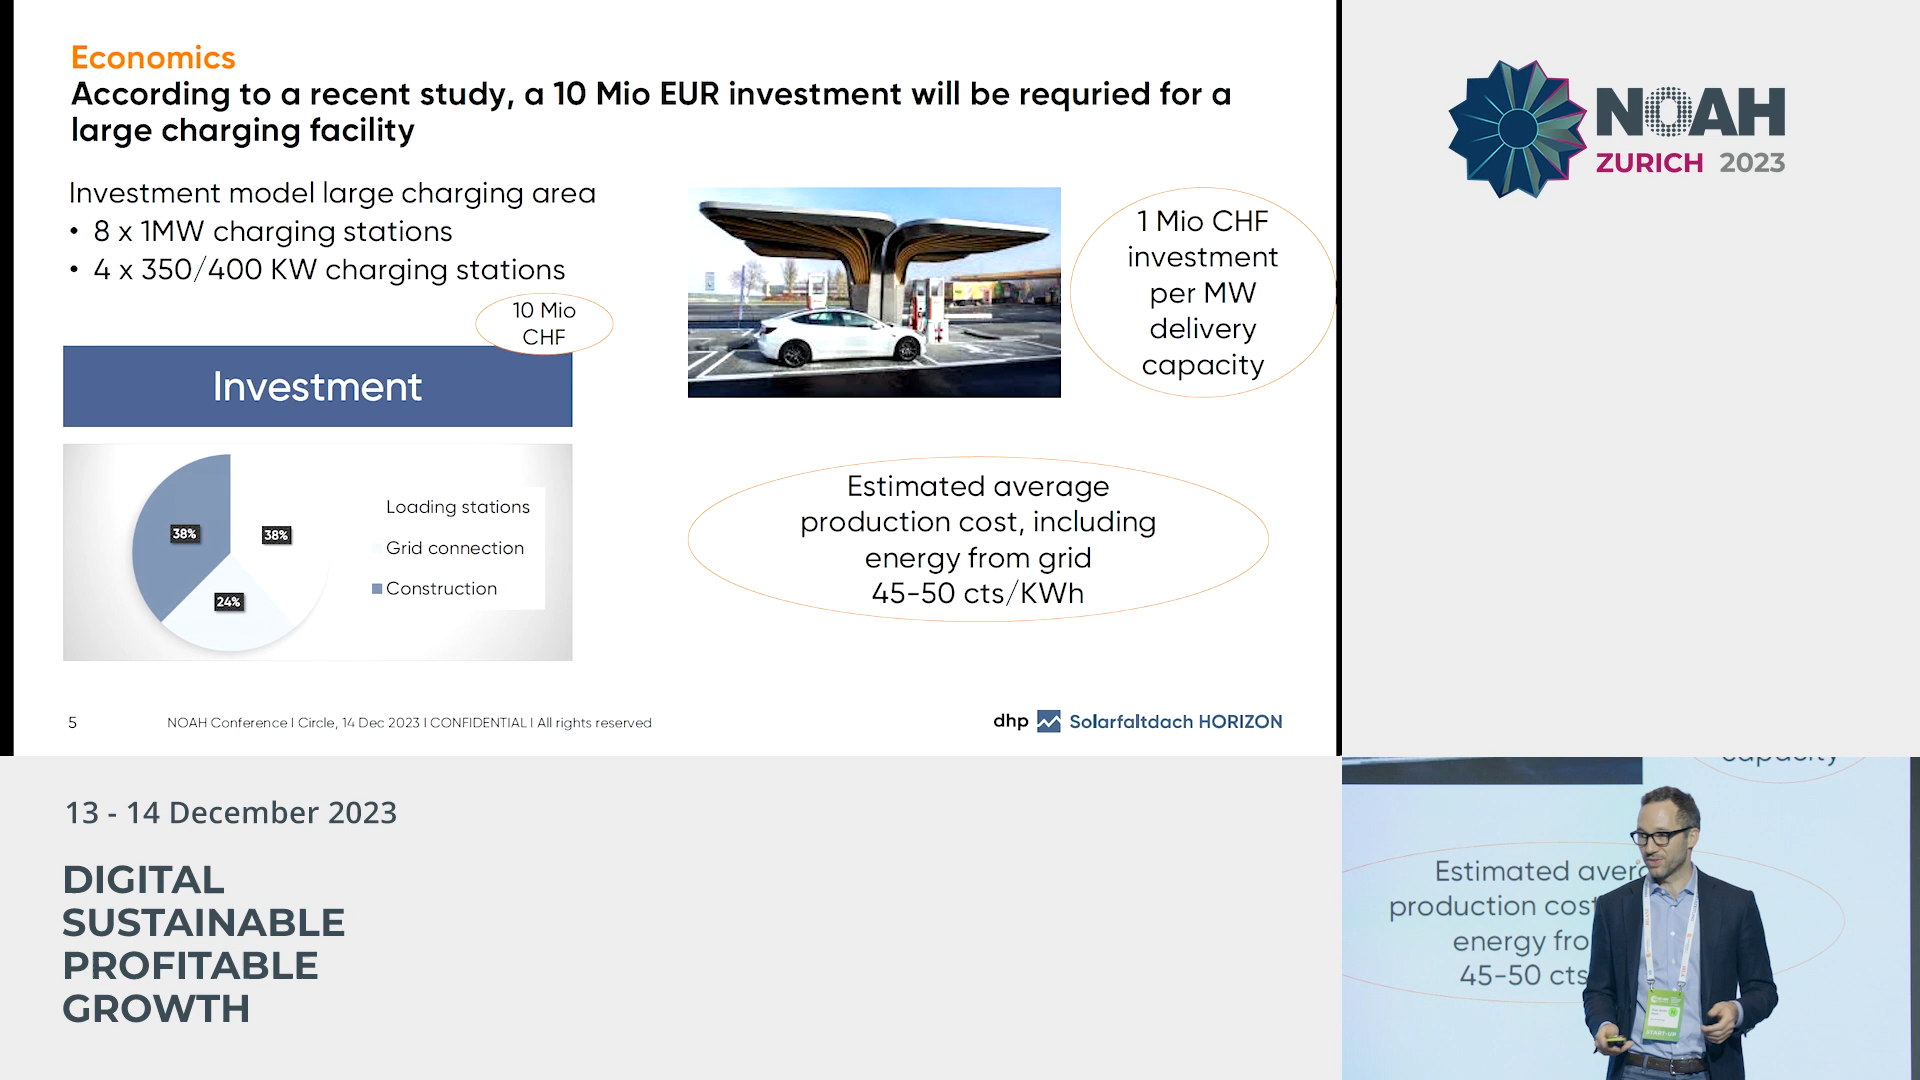 Economics
According to a recent study, a 10 Mio EUR investment will be requried for a
large charging facility
Investment model large charging area
• 8 x 1MW charging stations
• 4 x 350/400 KW charging stations
10 Mio
CHF
Investment
38%
38%
24%
Loading stations
Grid connection
Construction
1 Mio CHF
investment
per MW
delivery
capacity
Estimated average
production cost, including
energy from grid
45-50 cts/KWh
5
NOAH Conference I Circle, 14 Dec 2023 I CONFIDENTIAL I All rights reserved
dhp Solarfaltdach HORIZON
NOAH
ZURICH 2023
13 - 14 December 2023
DIGITAL
SUSTAINABLE
PROFITABLE
GROWTH
capacity
Estimated aver
production cost
energy fro
45-50 cts
START-UP